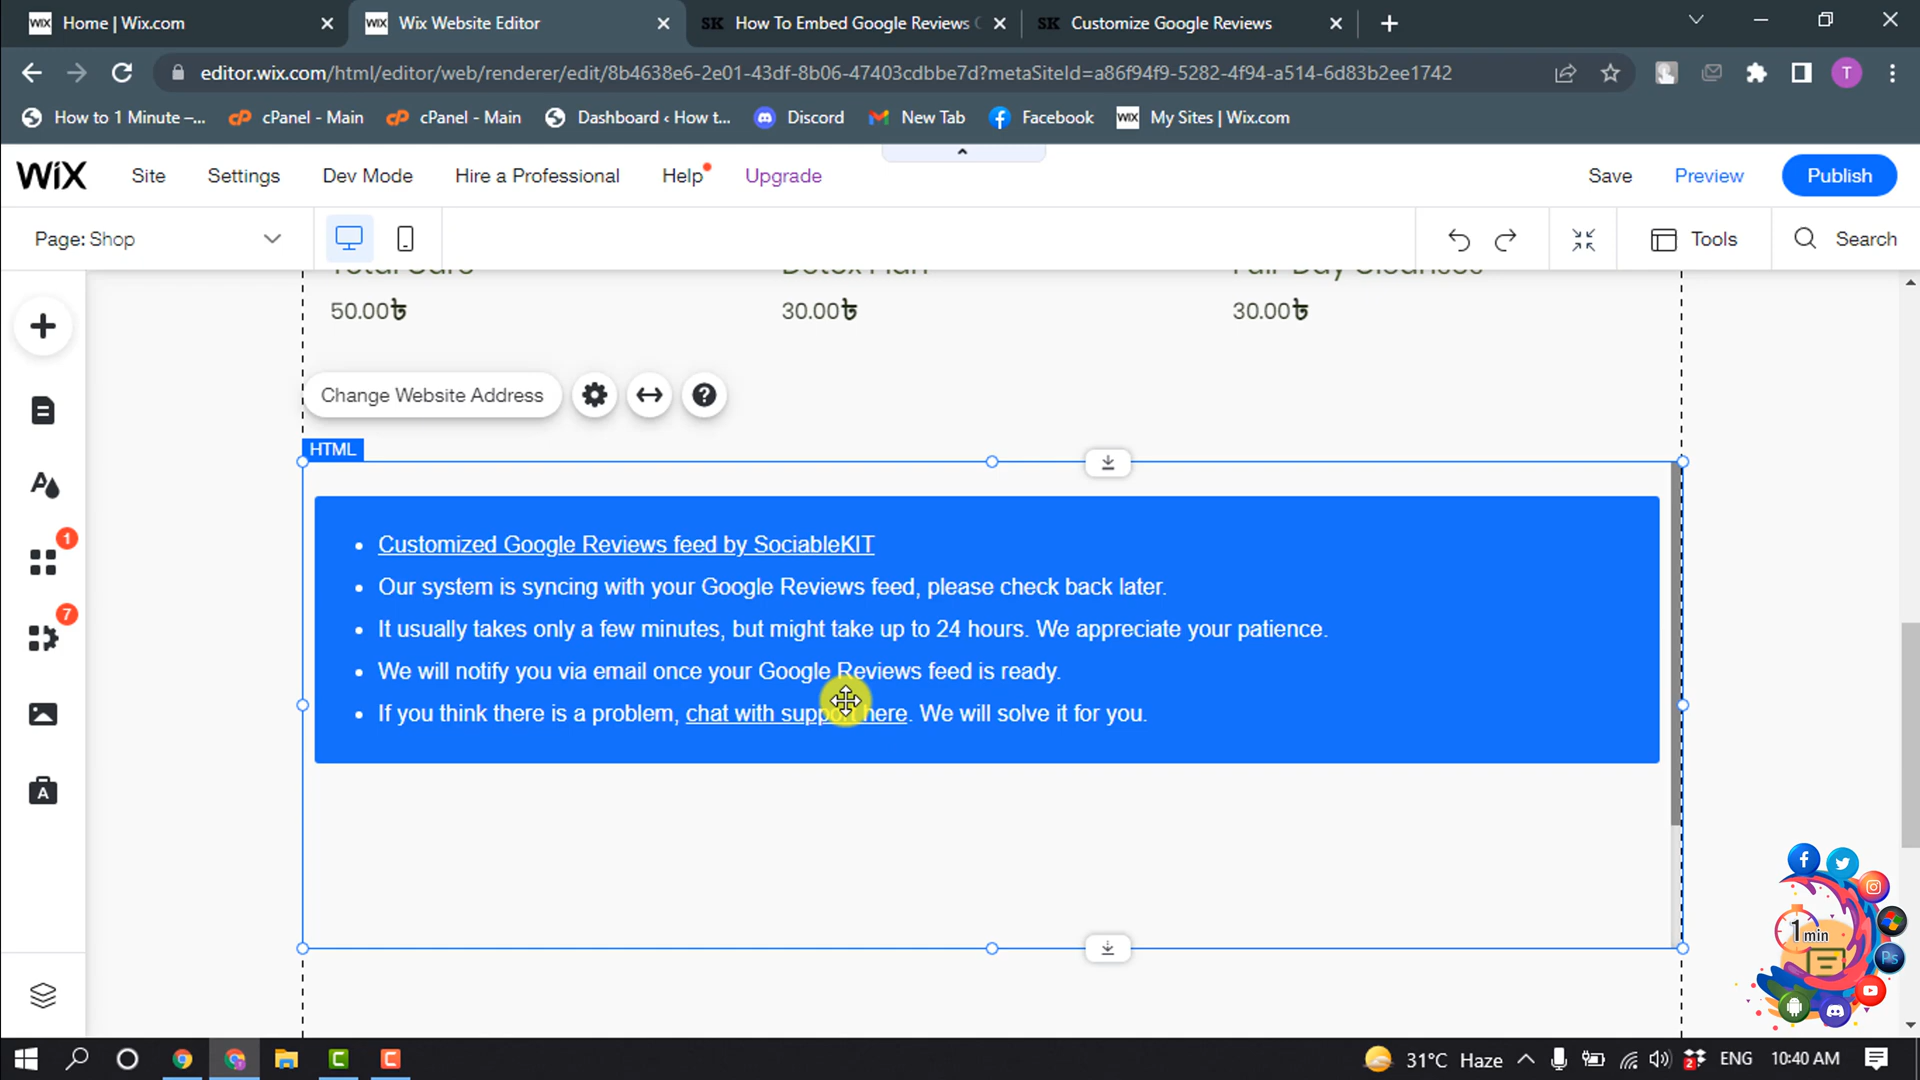 Home | Wix.com
Wix Website Editor
How To Embed Google Reviews
Customize Google Reviews
editor.wix.com/html/editor/web/renderer/edit/8b4638e6-2e01-43df-8b06-47403cdbbe7d?metaSiteId=a86f94f9-5282-4f94-a514-6d83b2ee1742
T
How to 1 Minute –...
cPanel - Main
cPanel - Main
Dashboard ‹ How t...
Discord
New Tab
Facebook
My Sites | Wix.com
WIX Site Settings Dev Mode Hire a Professional Help Upgrade Save Preview Publish
Page: Shop
Tools
Search
50.00৳ 30.00৳ 30.00৳
Change Website Address
HTML
1
7
• Customized Google Reviews feed by SociableKIT
• Our system is syncing with your Google Reviews feed, please check back later.
• It usually takes only a few minutes, but might take up to 24 hours. We appreciate your patience.
• We will notify you via email once your Google Reviews feed is ready.
• If you think there is a problem, chat with support here. We will solve it for you.
1 min
Ps
31°C Haze
2
ENG
10:40 AM